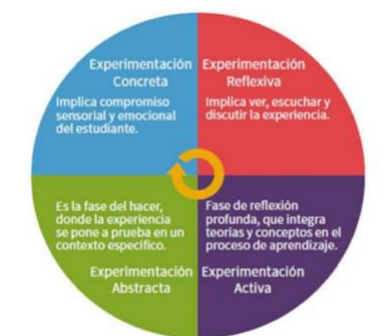 Experimentación
Concreta
Implica compromiso
sensorial y emocional
del estudiante.
Experimentación
Reflexiva
Implica ver, escuchar y
discutir la experiencia.
Es la fase del hacer,
donde la experiencia
se pone a prueba en un
contexto específico.
Experimentación
Abstracta
Fase de reflexión
profunda, que integra
teorías y conceptos en el
proceso de aprendizaje.
Experimentación
Activa